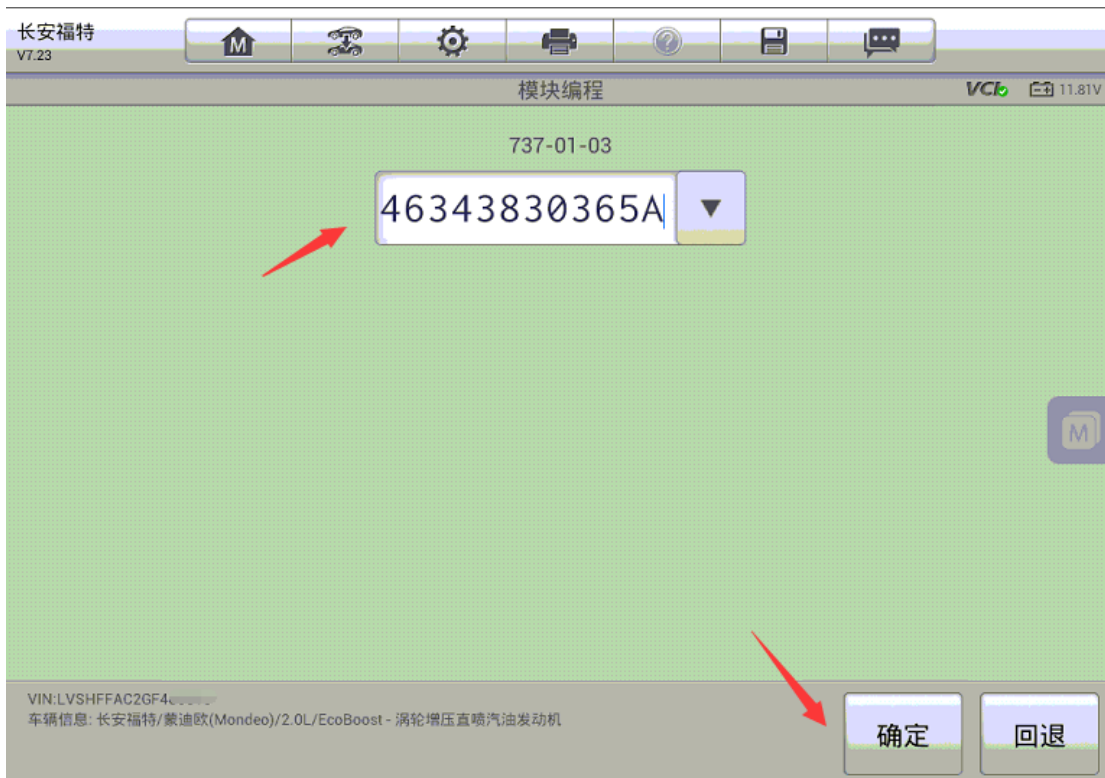 长安福特
V7.23
M
模块编程
VCI
11.81V
737-01-03
46343830365A
M
VIN:LVSHFFAC2GF4
车辆信息: 长安福特/蒙迪欧(Mondeo)/2.0L/EcoBoost - 涡轮增压直喷汽油发动机
确定
回退